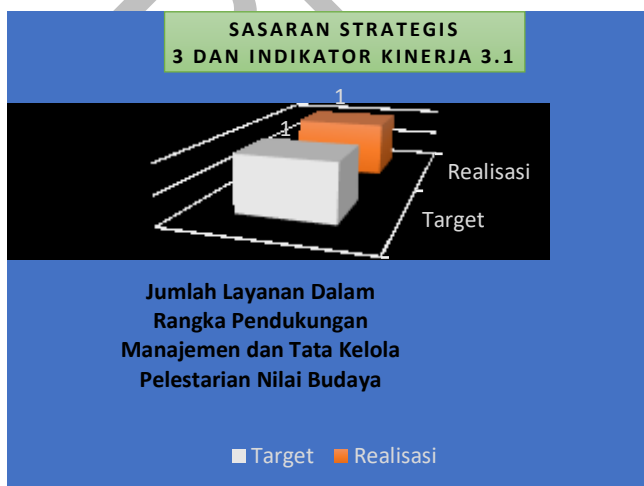 SASARAN STRATEGIS
3 DAN INDIKATOR KINERJA 3.1
1
1
Realisasi
Target
Jumlah Layanan Dalam
Rangka Pendukungan
Manajemen dan Tata Kelola
Pelestarian Nilai Budaya
Target Realisasi